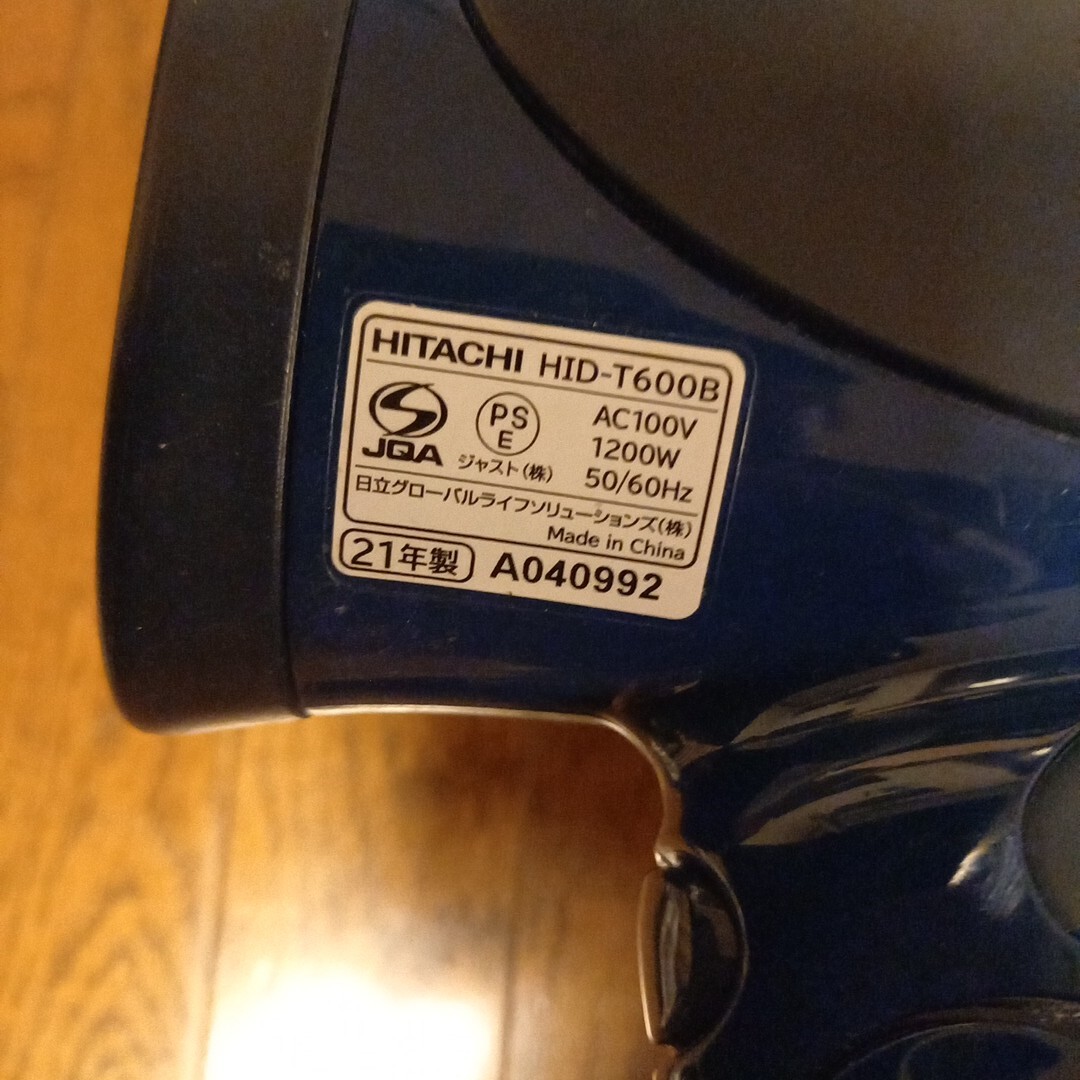 HITACHI HID-T600B
JQA
PS
E
ジャスト(株)
AC100V
1200W
50/60Hz
日立グローバルライフソリューションズ(株)
Made in China
21年製 A040992